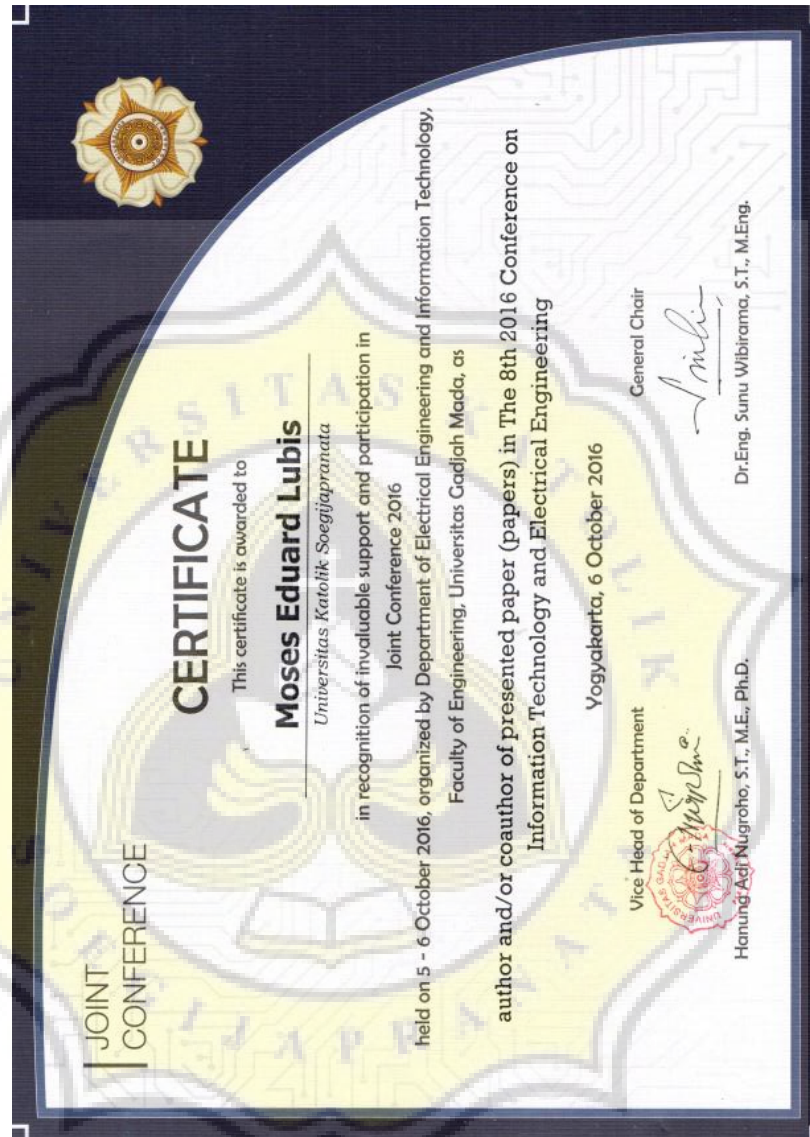 JOINT
CONFERENCE
CERTIFICATE
This certificate is awarded to
Moses Eduard Lubis
Universitas Katolik Soegijapranata
in recognition of invaluable support and participation in
Joint Conference 2016
held on 5 - 6 October 2016, organized by Department of Electrical Engineering and Information Technology,
Faculty of Engineering, Universitas Gadjah Mada, as
author and/or coauthor of presented paper (papers) in The 8th 2016 Conference on
Information Technology and Electrical Engineering
Yogyakarta, 6 October 2016
Vice Head of Department
Hanung Adi Nugroho, S.T., M.E., Ph.D.
General Chair
Dr.Eng. Sunu Wibirama, S.T., M.Eng.
UNIVERSITAS KATOLIK
SOEGIJAPRANATA